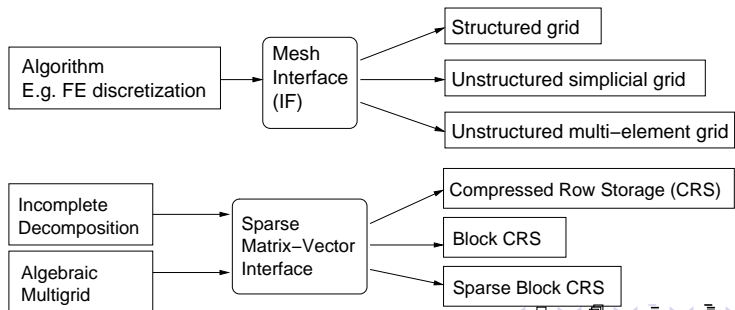 Algorithm
E.g. FE discretization
Mesh
Interface
(IF)
Structured grid
Unstructured simplicial grid
Unstructured multi−element grid
Incomplete
Decomposition
Algebraic
Multigrid
Sparse
Matrix−Vector
Interface
Compressed Row Storage (CRS)
Block CRS
Sparse Block CRS